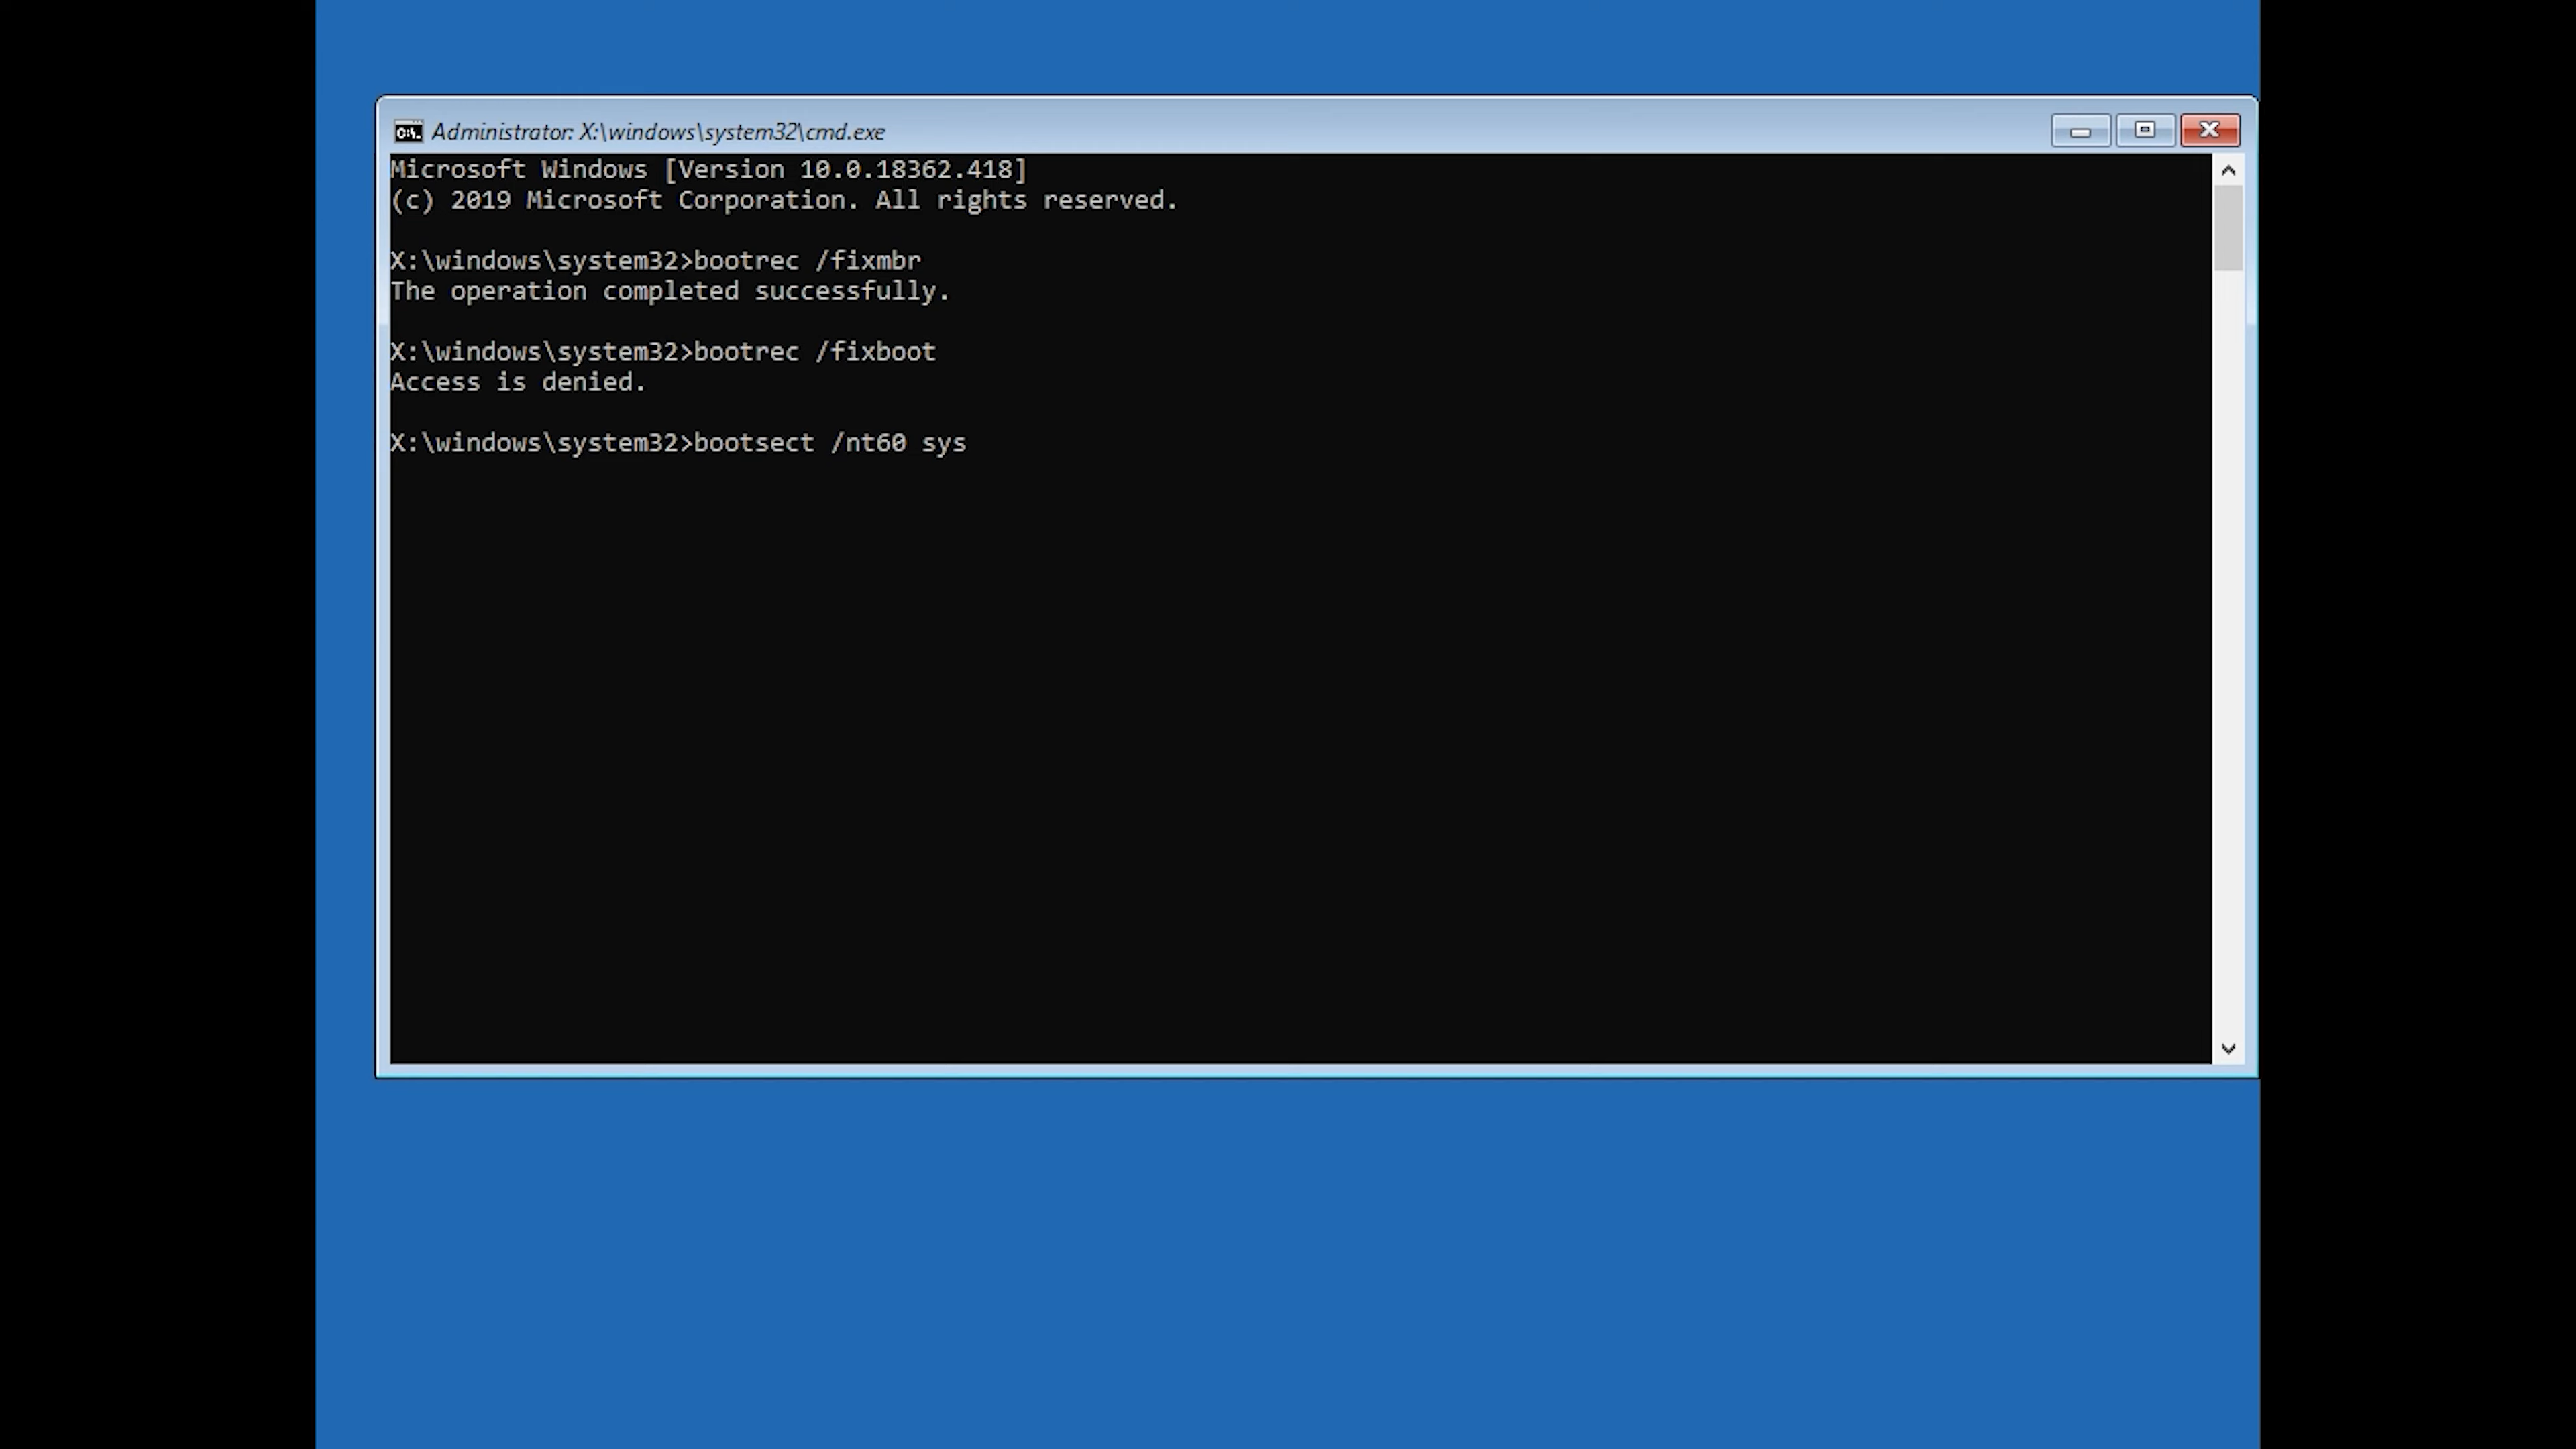 Administrator: X:\windows\system32\cmd.exe
Microsoft Windows [Version 10.0.18362.418]
(c) 2019 Microsoft Corporation. All rights reserved.
X:\windows\system32>bootrec /fixmbr
The operation completed successfully.
X:\windows\system32>bootrec /fixboot
Access is denied.
X:\windows\system32>bootsect /nt60 sys